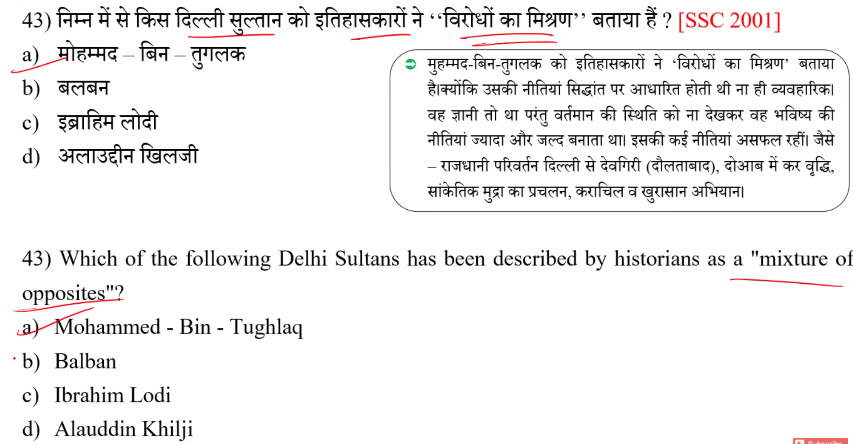 43) निम्न में से किस दिल्ली सुल्तान को इतिहासकारों ने ‘‘विरोधों का मिश्रण’’ बताया हैं ? [SSC 2001]
a) मोहम्मद – बिन – तुगलक
b) बलबन
c) इब्राहिम लोदी
d) अलाउद्दीन खिलजी
मुहम्मद-बिन-तुगलक को इतिहासकारों ने ‘विरोधों का मिश्रण’ बताया
है।क्योंकि उसकी नीतियां सिद्धांत पर आधारित होती थी ना ही व्यवहारिक।
वह ज्ञानी तो था परंतु वर्तमान की स्थिति को ना देखकर वह भविष्य की
नीतियां ज्यादा और जल्द बनाता था। इसकी कई नीतियां असफल रहीं। जैसे
– राजधानी परिवर्तन दिल्ली से देवगिरी (दौलताबाद), दोआब में कर वृद्धि,
सांकेतिक मुद्रा का प्रचलन, कराचिल व खुरासान अभियान।
43) Which of the following Delhi Sultans has been described by historians as a "mixture of
opposites"?
a) Mohammed - Bin - Tughlaq
b) Balban
c) Ibrahim Lodi
d) Alauddin Khilji